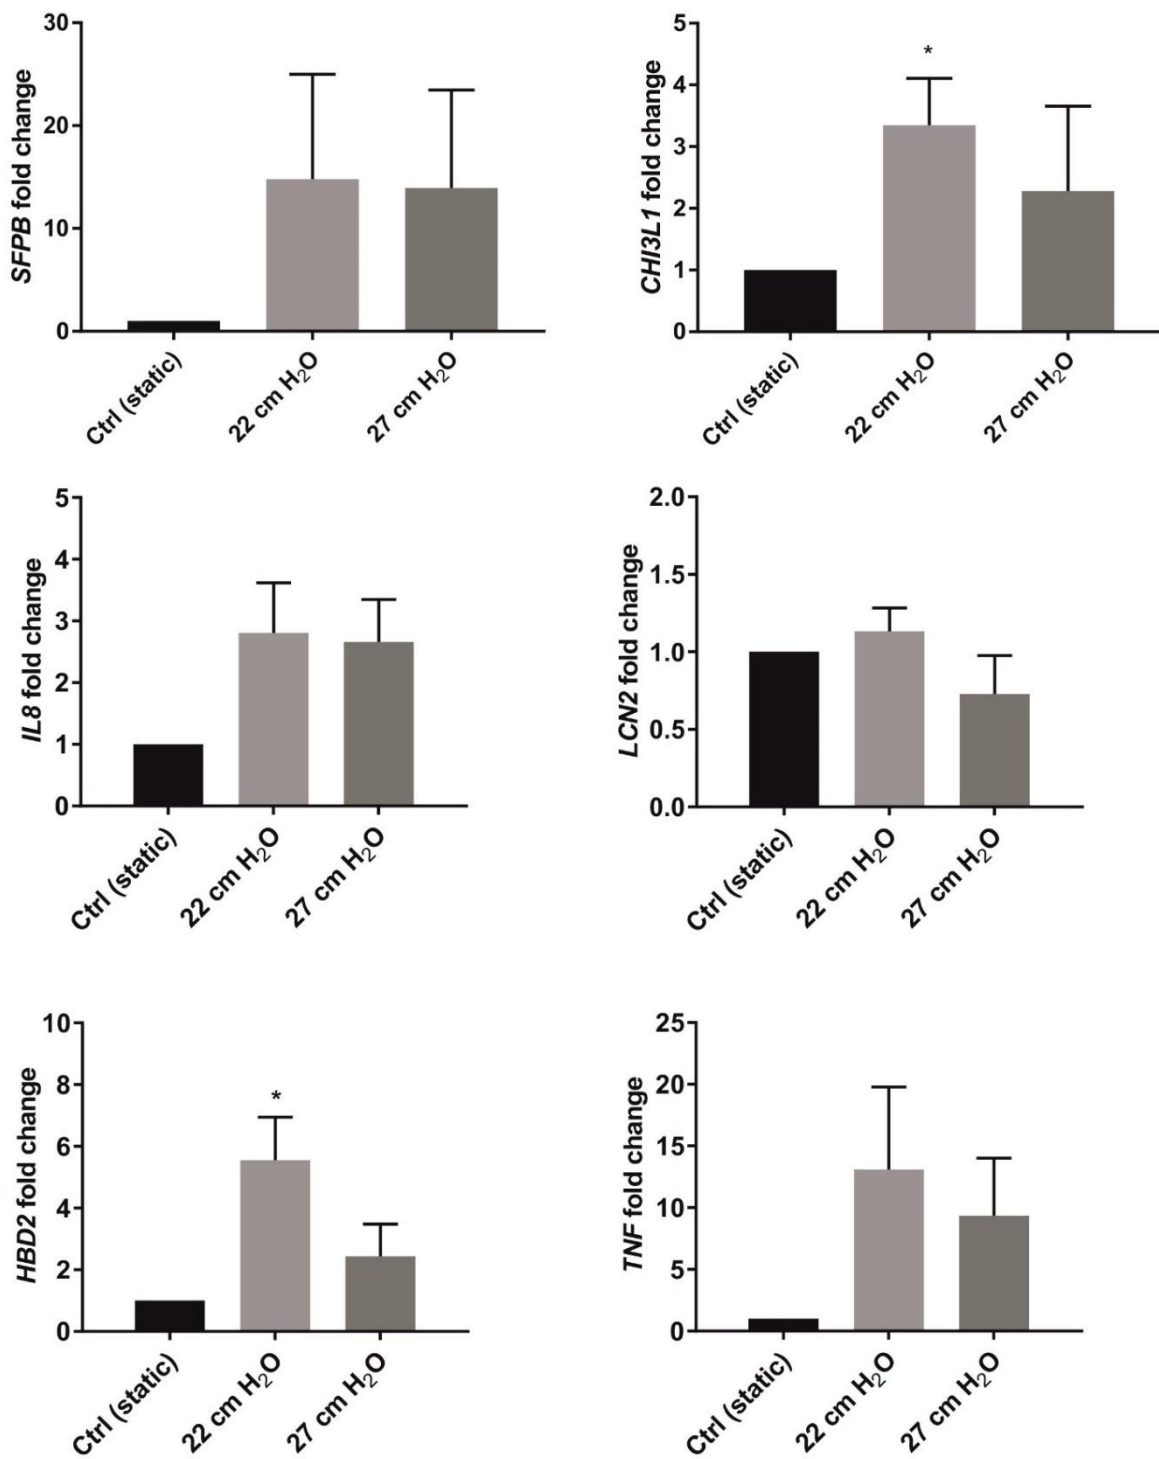 SFPB fold change
30
20
10
0
Ctrl (static)
22 cm H₂O
27 cm H₂O
CHI3L1 fold change
5
4
3
2
1
0
*
Ctrl (static)
22 cm H₂O
27 cm H₂O
IL8 fold change
5
4
3
2
1
0
Ctrl (static)
22 cm H₂O
27 cm H₂O
LCN2 fold change
2.0
1.5
1.0
0.5
0.0
Ctrl (static)
22 cm H₂O
27 cm H₂O
HBD2 fold change
10
8
6
4
2
0
*
Ctrl (static)
22 cm H₂O
27 cm H₂O
TNF fold change
25
20
15
10
5
0
Ctrl (static)
22 cm H₂O
27 cm H₂O